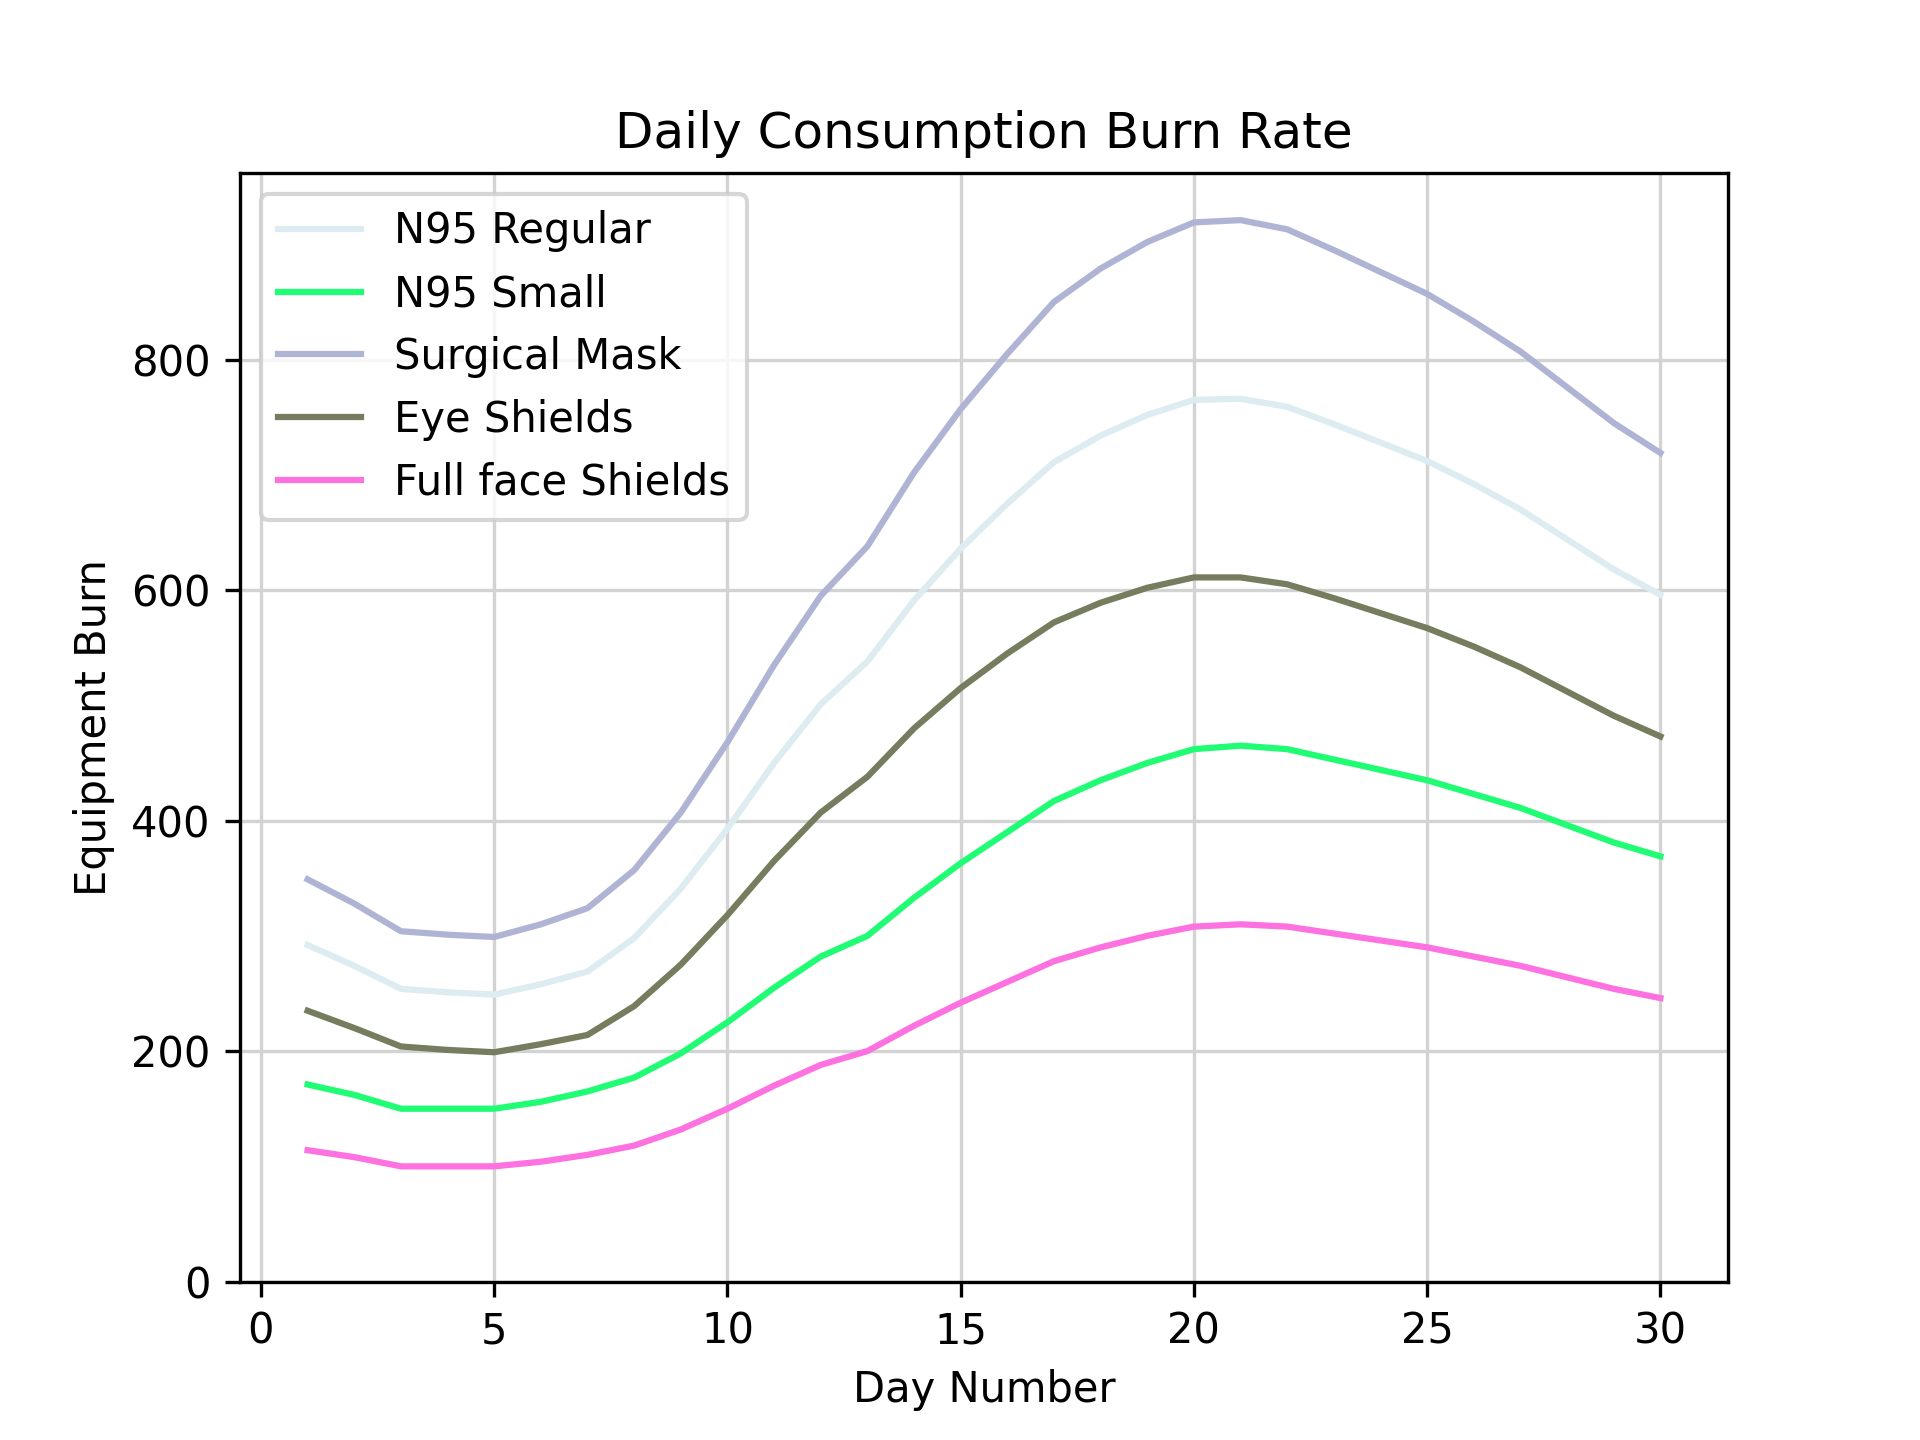 Daily Consumption Burn Rate
N95 Regular
N95 Small
Surgical Mask
Eye Shields
Full face Shields
Equipment Burn
800
600
400
200
0
0 5 10 15 20 25 30
Day Number